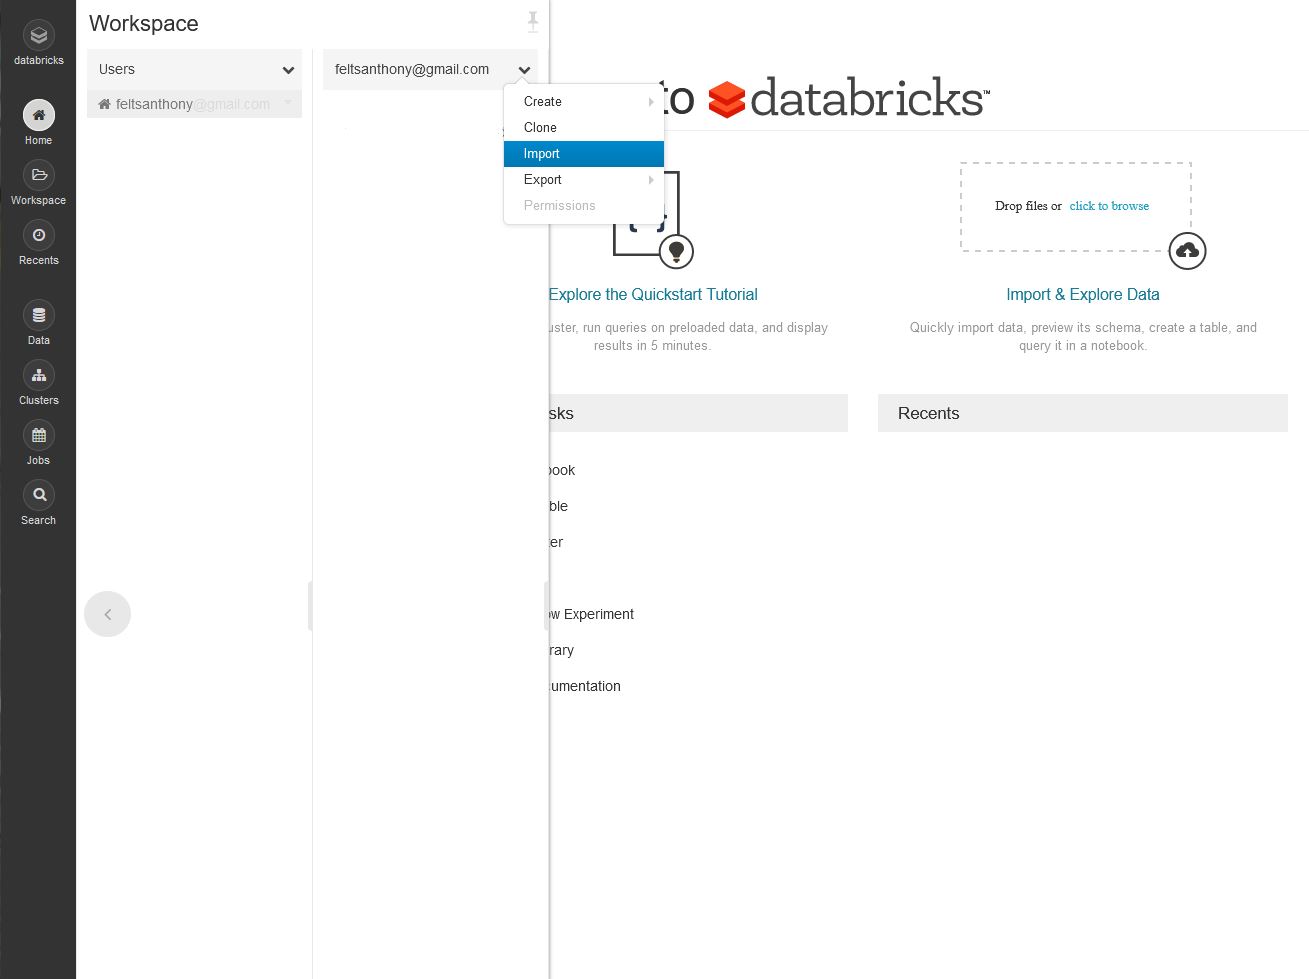 databricks
Home
Workspace
Recents
Data
Clusters
Jobs
Search
Workspace
Users
feltsanthony@gmail.com
feltsanthony@gmail.com
Create
Clone
Import
Export
Permissions
to databricks™
{ }
Explore the Quickstart Tutorial
uster, run queries on preloaded data, and display
results in 5 minutes.
Drop files or click to browse
Import & Explore Data
Quickly import data, preview its schema, create a table, and
query it in a notebook.
sks
book
ble
ter
ow Experiment
rary
cumentation
Recents